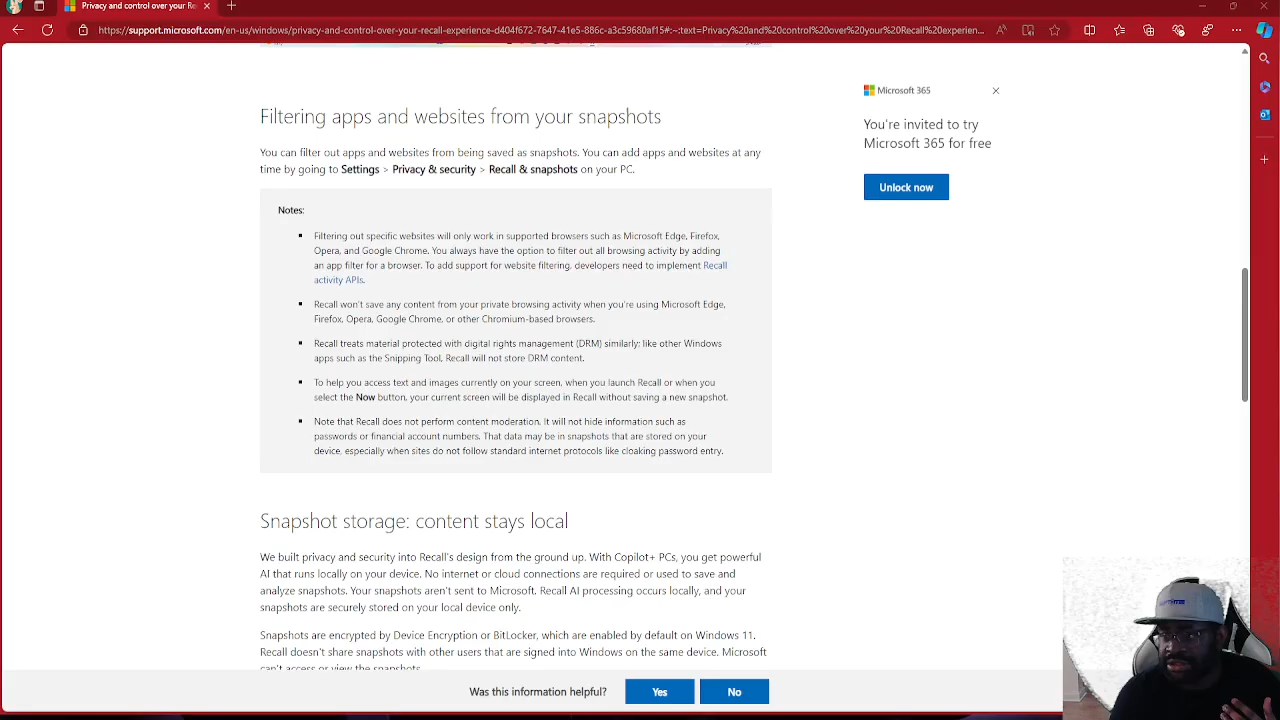 Privacy and control over your Re
https://support.microsoft.com/en-us/windows/privacy-and-control-over-your-recall-experience-d404f672-7647-41e5-886c-a3c59680af15#:~:text=Privacy%20and%20control%20over%20your%20Recall%20experien...
Filtering apps and websites from your snapshots
You can filter out apps and websites from being saved as snapshots. You can add apps and websites at any
time by going to Settings > Privacy & security > Recall & snapshots on your PC.
Notes:
▪ Filtering out specific websites will only work in supported browsers such as Microsoft Edge, Firefox,
Opera, and Google Chrome. You always have the option to filter out all browsing activity by adding
an app filter for a browser. To add support for website filtering, developers need to implement Recall
activity APIs.
▪ Recall won't save any content from your private browsing activity when you're using Microsoft Edge,
Firefox, Opera, Google Chrome, or other Chromium-based browsers.
▪ Recall treats material protected with digital rights management (DRM) similarly; like other Windows
apps such as the Snipping Tool, Recall will not store DRM content.
▪ To help you access text and images currently on your screen, when you launch Recall or when you
select the Now button, your current screen will be displayed in Recall without saving a new snapshot.
▪ Note that Recall does not perform content moderation. It will not hide information such as
passwords or financial account numbers. That data may be in snapshots that are stored on your
device, especially when sites do not follow standard internet protocols like cloaking password entry.
Snapshot storage: content stays local
We built privacy and security into Recall's design from the ground up. With Copilot+ PCs, you get powerful
AI that runs locally on your device. No internet or cloud connections are required or used to save and
analyze snapshots. Your snapshots aren't sent to Microsoft. Recall AI processing occurs locally, and your
snapshots are securely stored on your local device only.
Snapshots are encrypted by Device Encryption or BitLocker, which are enabled by default on Windows 11.
Recall doesn't share snapshots with other users that are signed into Windows on the same device. Microsoft
can't access or view the snapshots.
Microsoft 365
You're invited to try
Microsoft 365 for free
Unlock now
Was this information helpful?
Yes
No